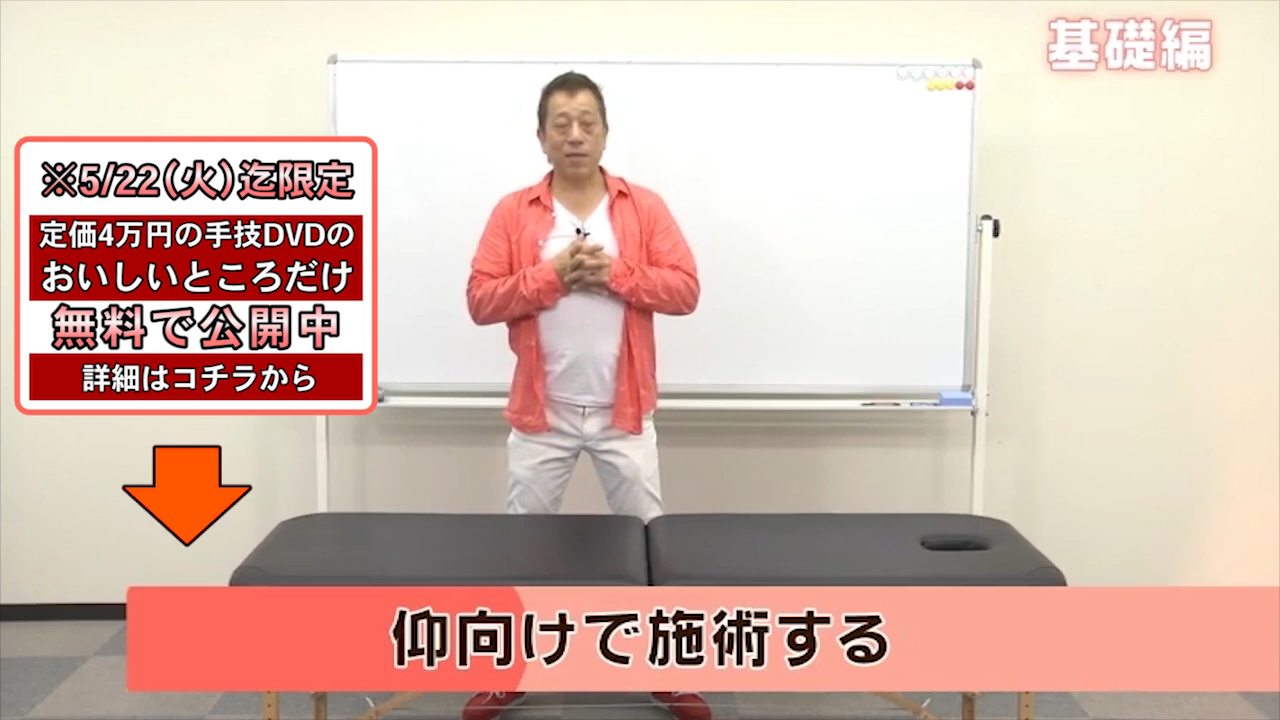 基礎編
※5/22(火)迄限定
定価4万円の手技DVDの
おいしいところだけ
無料で公開中
詳細はコチラから
仰向けで施術する